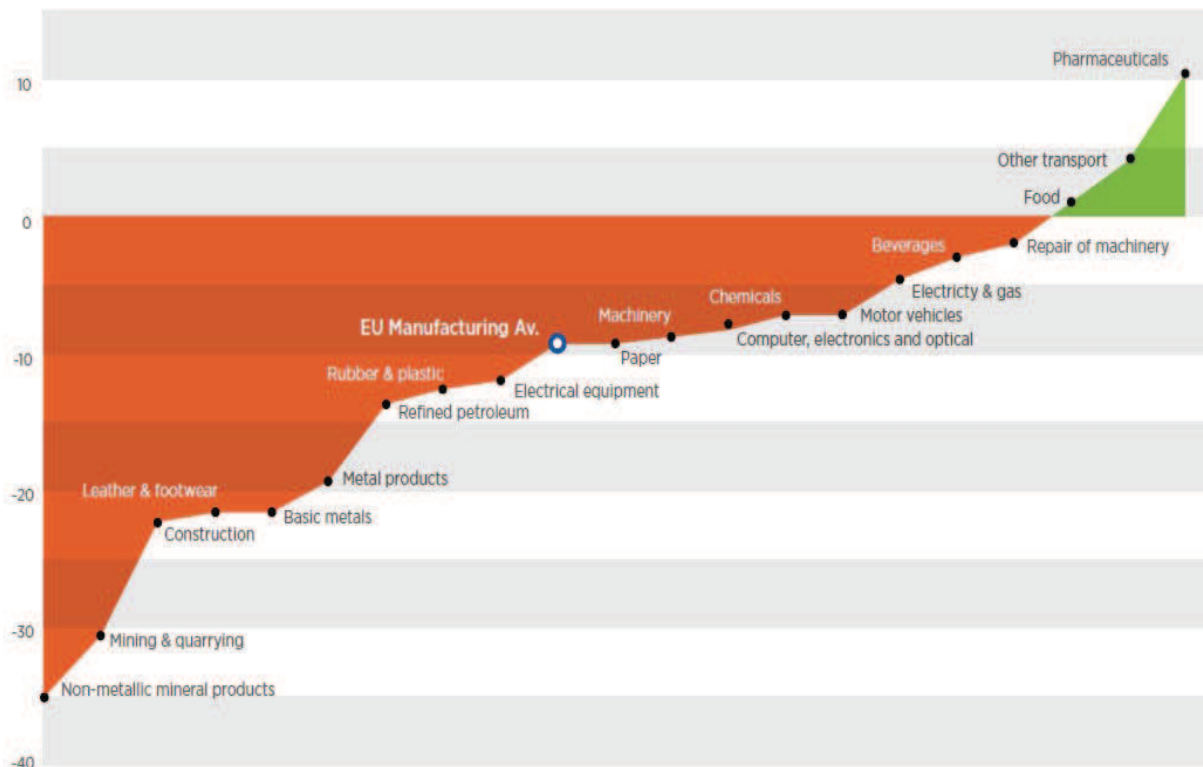 Pharmaceuticals
10
Other transport
Food
0
Beverages
Repair of machinery
Electricty & gas
Chemicals
Machinery
Motor vehicles
EU Manufacturing Av.
Computer, electronics and optical
-10
Paper
Rubber & plastic
Electrical equipment
Refined petroleum
Metal products
Leather & footwear
-20
Basic metals
Construction
-30
Mining & quarrying
Non-metallic mineral products
-40